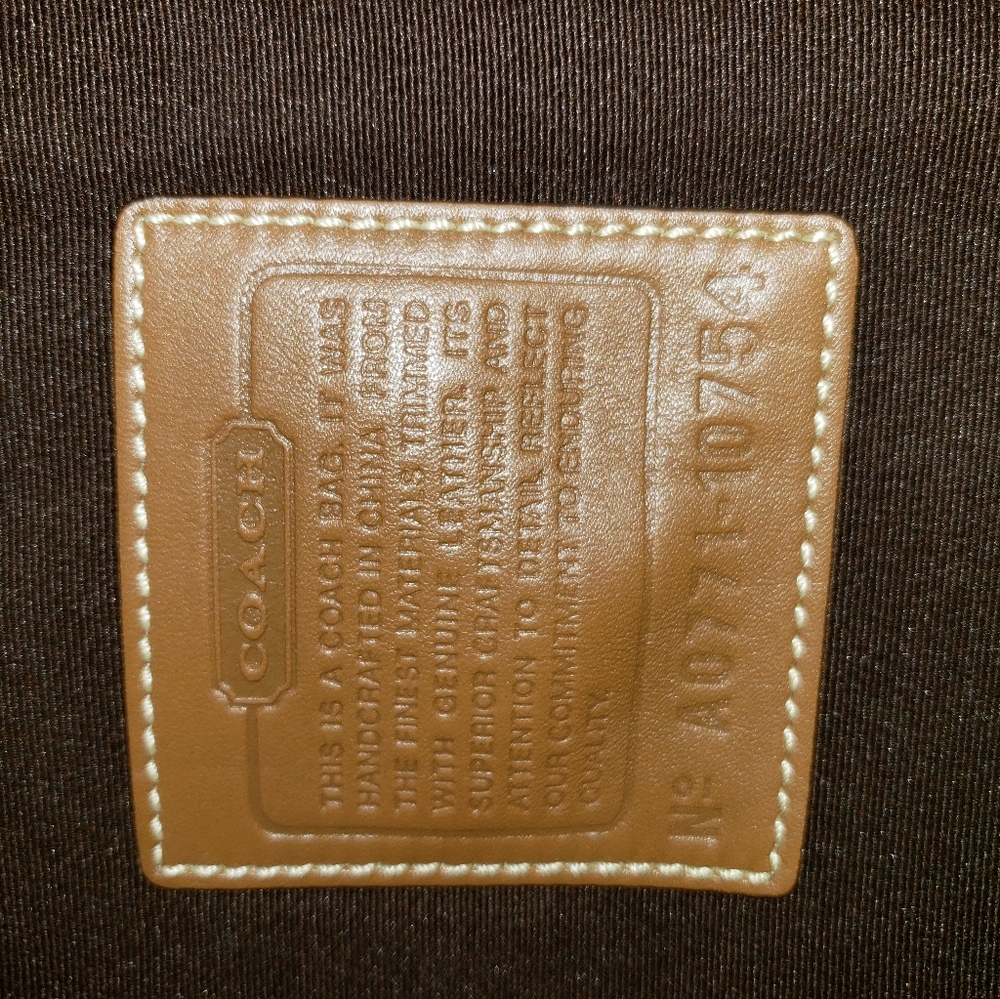 COACH
THIS IS A COACH BAG. IT WAS
HANDCRAFTED IN CHINA FROM
THE FINEST MATERIALS TRIMMED
WITH GENUINE LEATHER. ITS
SUPERIOR CRAFTSMANSHIP AND
ATTENTION TO DETAIL REFLECT
OUR COMMITMENT TO ENDURING
QUALITY.
Nº A0771-10754